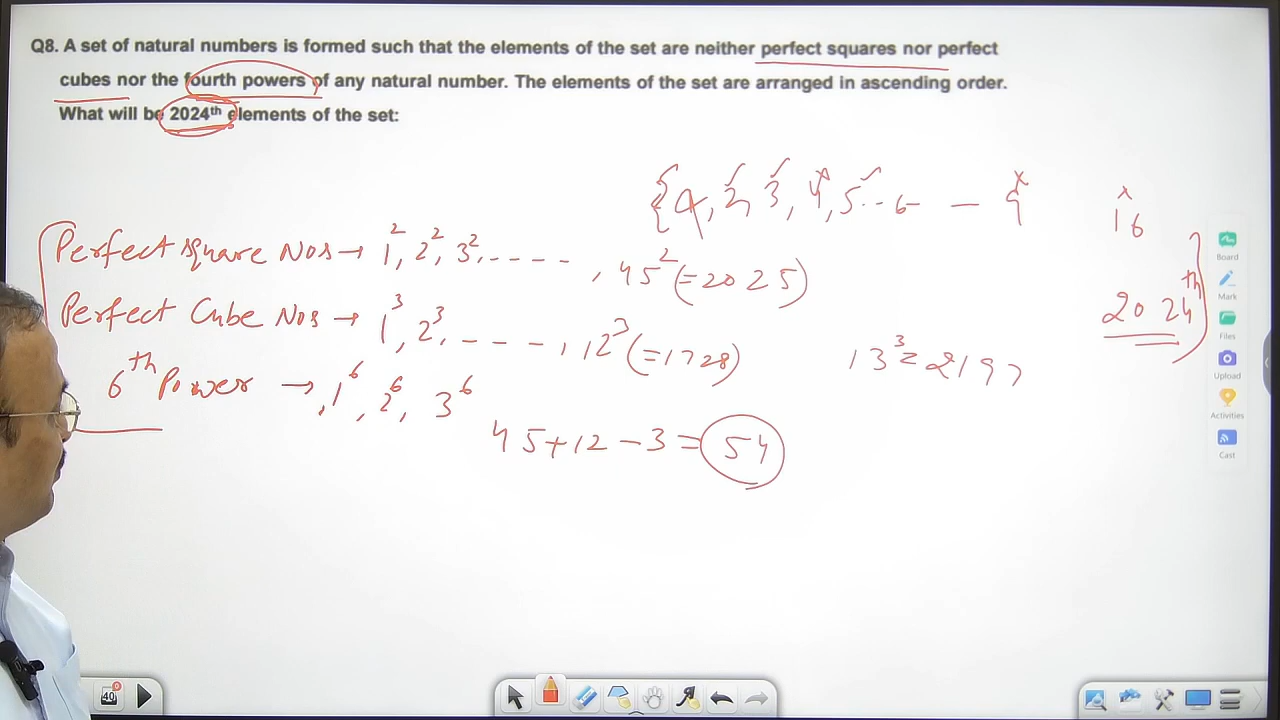 Q8. A set of natural numbers is formed such that the elements of the set are neither perfect squares nor perfect
cubes nor the fourth powers of any natural number. The elements of the set are arranged in ascending order.
What will be 2024th elements of the set:
{1, 2, 3, 4, 5 -- 6 — 9
x
16
Perfect square Nos → 1², 2², 3², - - - - , 45² (= 2025)
2024th
Perfect Cube Nos → 1³, 2³, - - - - , 12³ (= 1728)
13³ = 2197
6th Power → , 1⁶, 2⁶, 3⁶
45 + 12 - 3 = 54
Board
Mark
Files
Upload
Activities
Cast
40